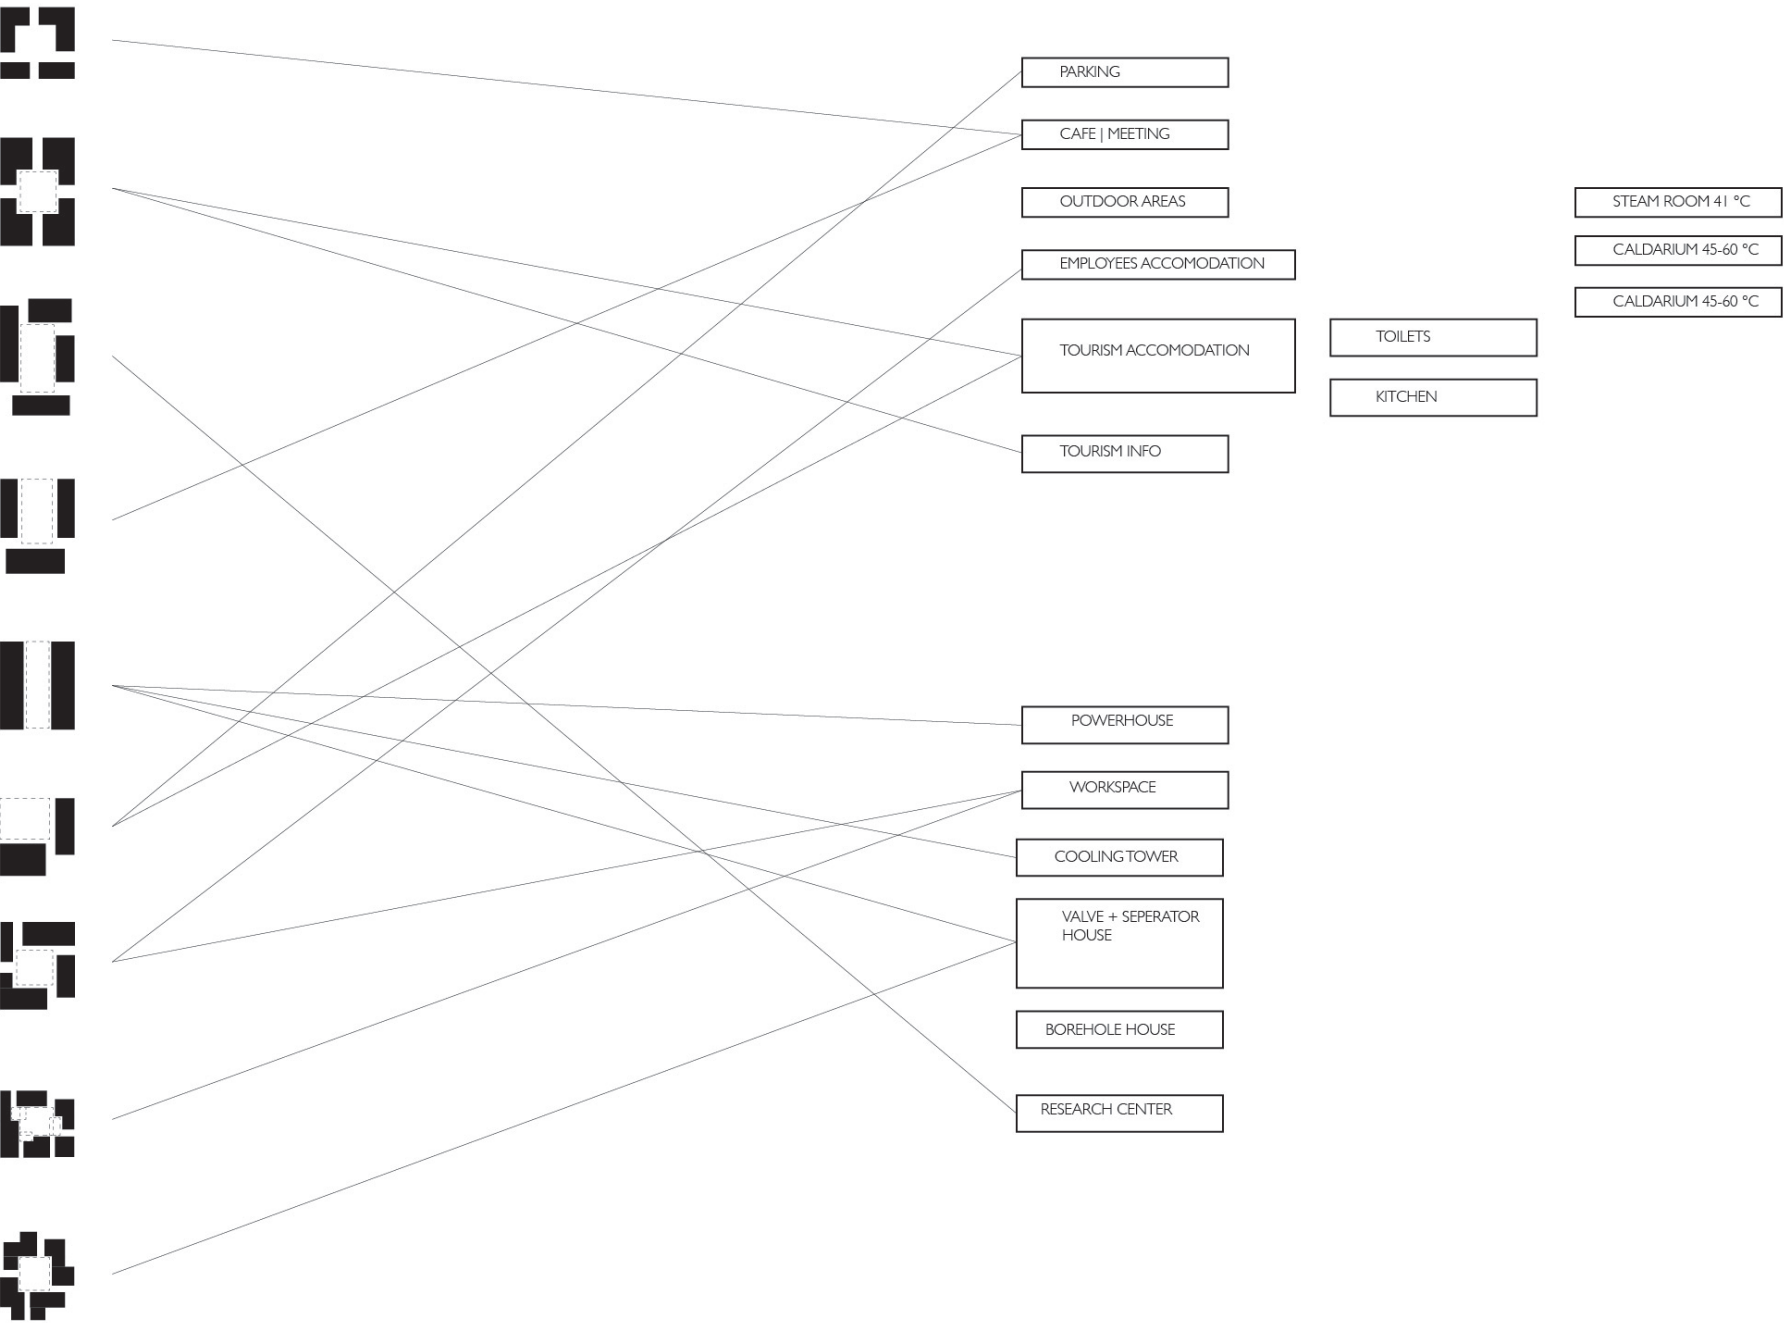 PARKING
CAFE | MEETING
OUTDOOR AREAS
STEAM ROOM 41 °C
CALDARIUM 45-60 °C
EMPLOYEES ACCOMODATION
CALDARIUM 45-60 °C
TOURISM ACCOMODATION
TOILETS
KITCHEN
TOURISM INFO
POWERHOUSE
WORKSPACE
COOLING TOWER
VALVE + SEPERATOR
HOUSE
BOREHOLE HOUSE
RESEARCH CENTER